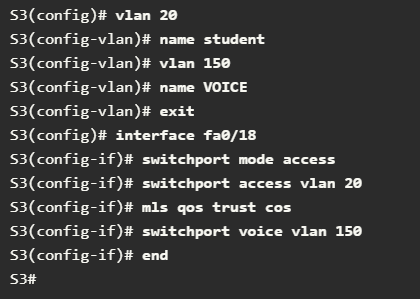 S3(config)# vlan 20
S3(config-vlan)# name student
S3(config-vlan)# vlan 150
S3(config-vlan)# name VOICE
S3(config-vlan)# exit
S3(config)# interface fa0/18
S3(config-if)# switchport mode access
S3(config-if)# switchport access vlan 20
S3(config-if)# mls qos trust cos
S3(config-if)# switchport voice vlan 150
S3(config-if)# end
S3#